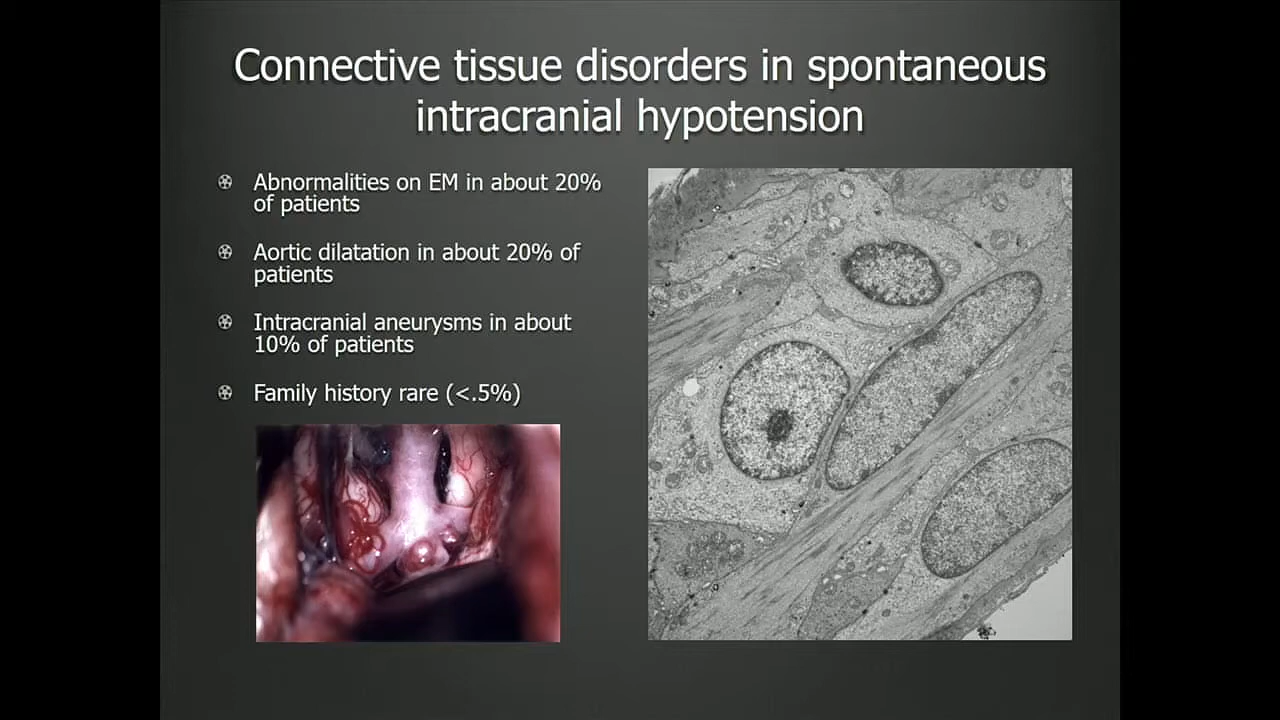 Connective tissue disorders in spontaneous
intracranial hypotension
Abnormalities on EM in about 20%
of patients
Aortic dilatation in about 20% of
patients
Intracranial aneurysms in about
10% of patients
Family history rare (<.5%)